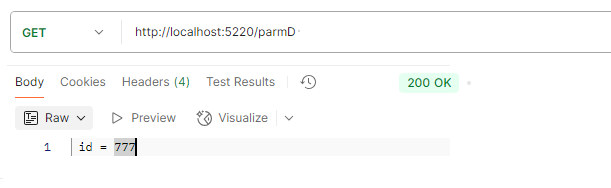 GET http://localhost:5220/parmD
Body Cookies Headers (4) Test Results 200 OK
Raw Preview Visualize
1 id = 777